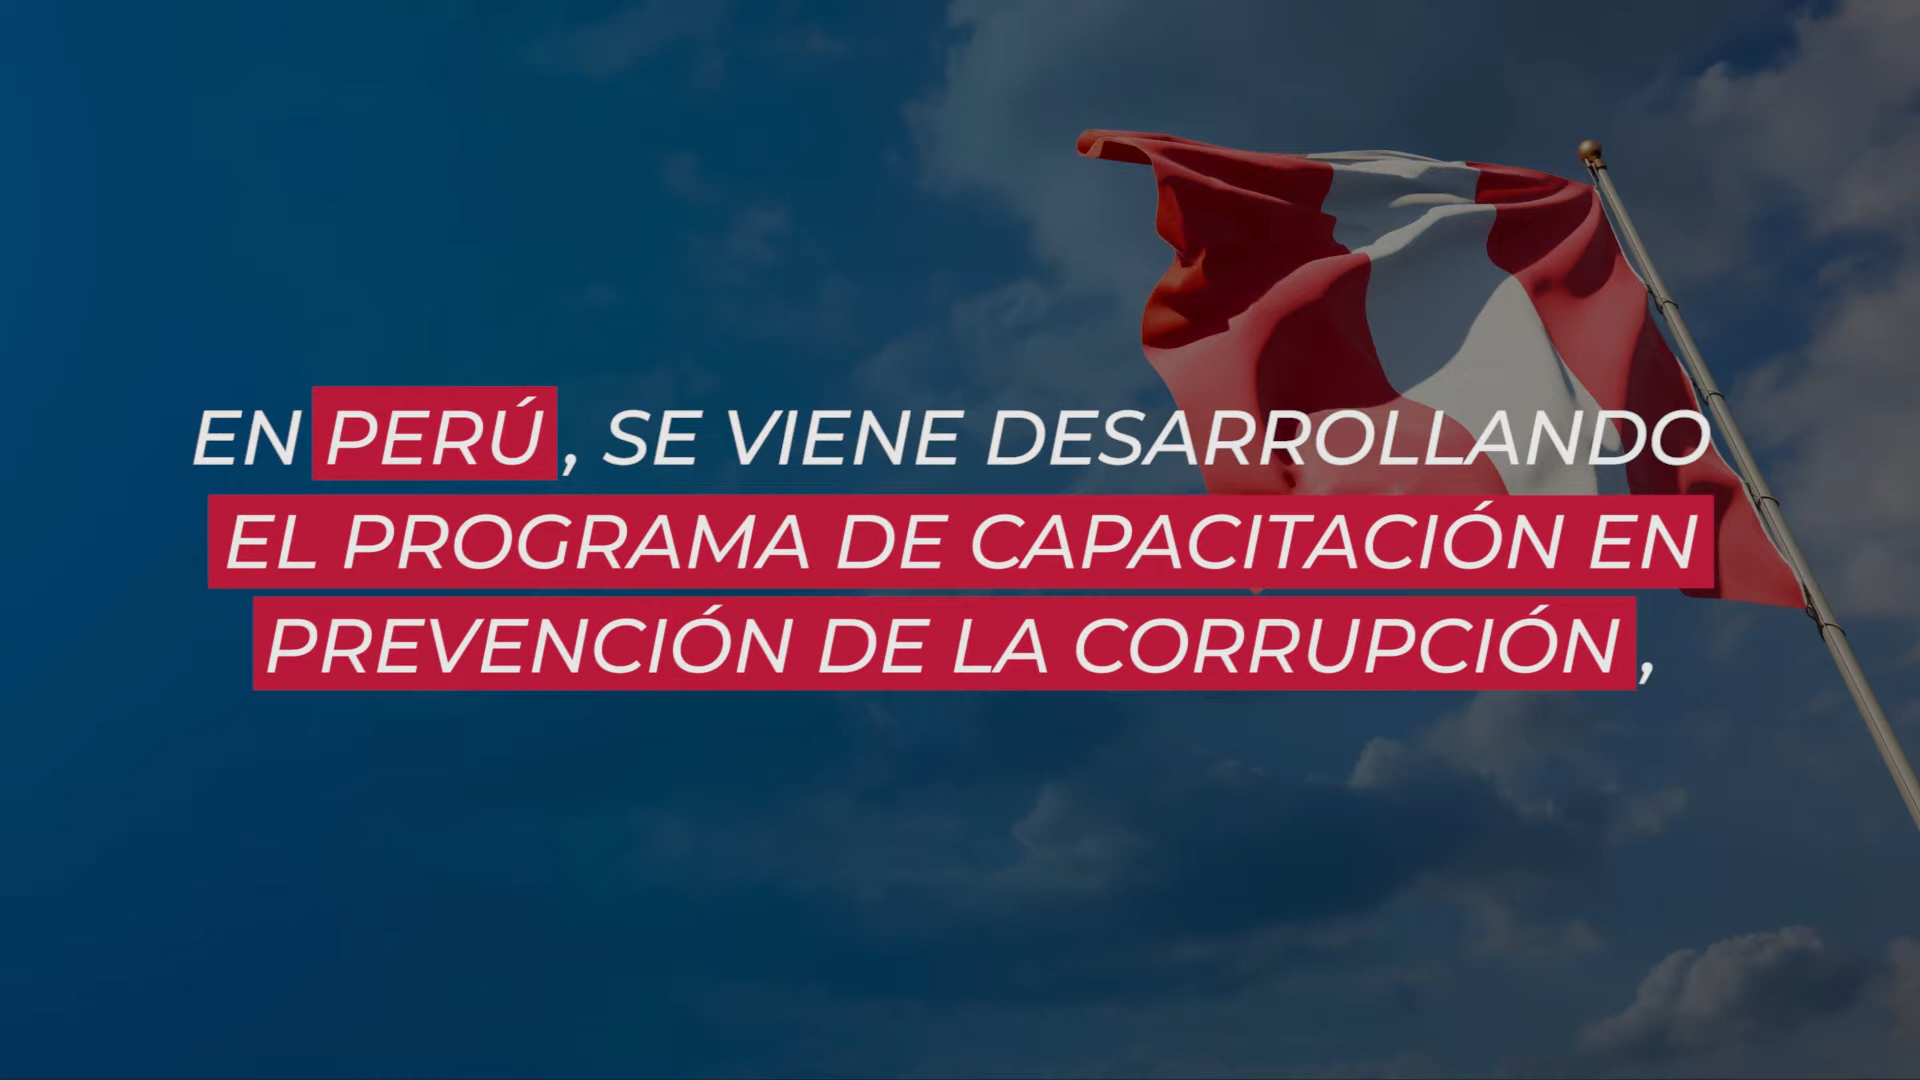 EN PERÚ, SE VIENE DESARROLLANDO
EL PROGRAMA DE CAPACITACIÓN EN
PREVENCIÓN DE LA CORRUPCIÓN,